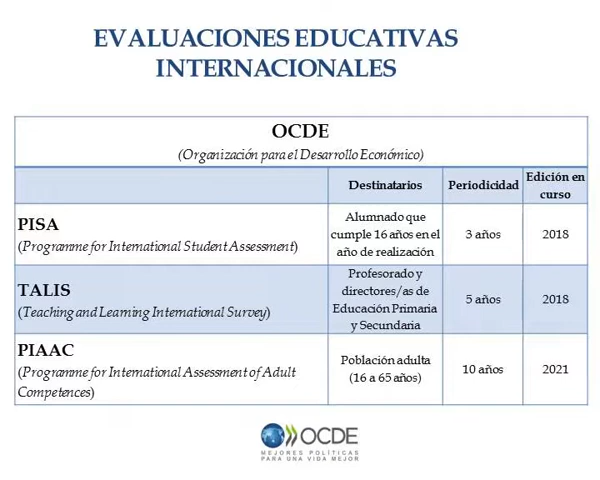 EVALUACIONES EDUCATIVAS
INTERNACIONALES
OCDE
(Organización para el Desarrollo Económico)
Destinatarios
Periodicidad
Edición en
curso
PISA
(Programme for International Student Assessment)
Alumnado que
cumple 16 años en el
año de realización
3 años
2018
TALIS
(Teaching and Learning International Survey)
Profesorado y
directores/as de
Educación Primaria
y Secundaria
5 años
2018
PIAAC
(Programme for International Assessment of Adult
Competences)
Población adulta
(16 a 65 años)
10 años
2021
OCDE
MEJORES POLÍTICAS
PARA UNA VIDA MEJOR